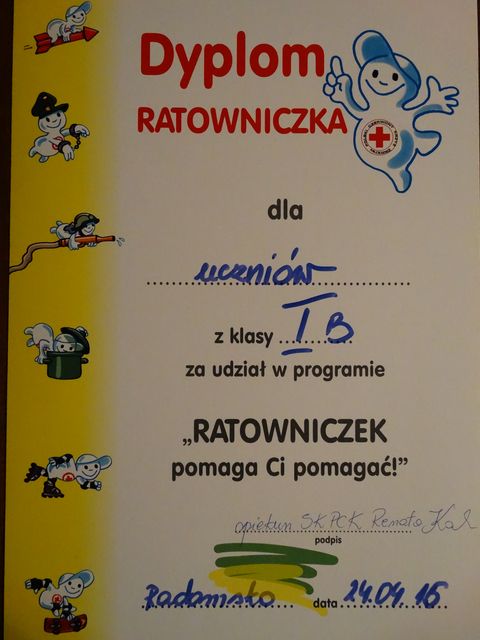 Dyplom
RATOWNICZKA
dla
uczniów
z klasy I B
za udział w programie
„RATOWNICZEK
pomaga Ci pomagać!”
opiekun SK PCK Renata
podpis
Radomsko data 24.04.15